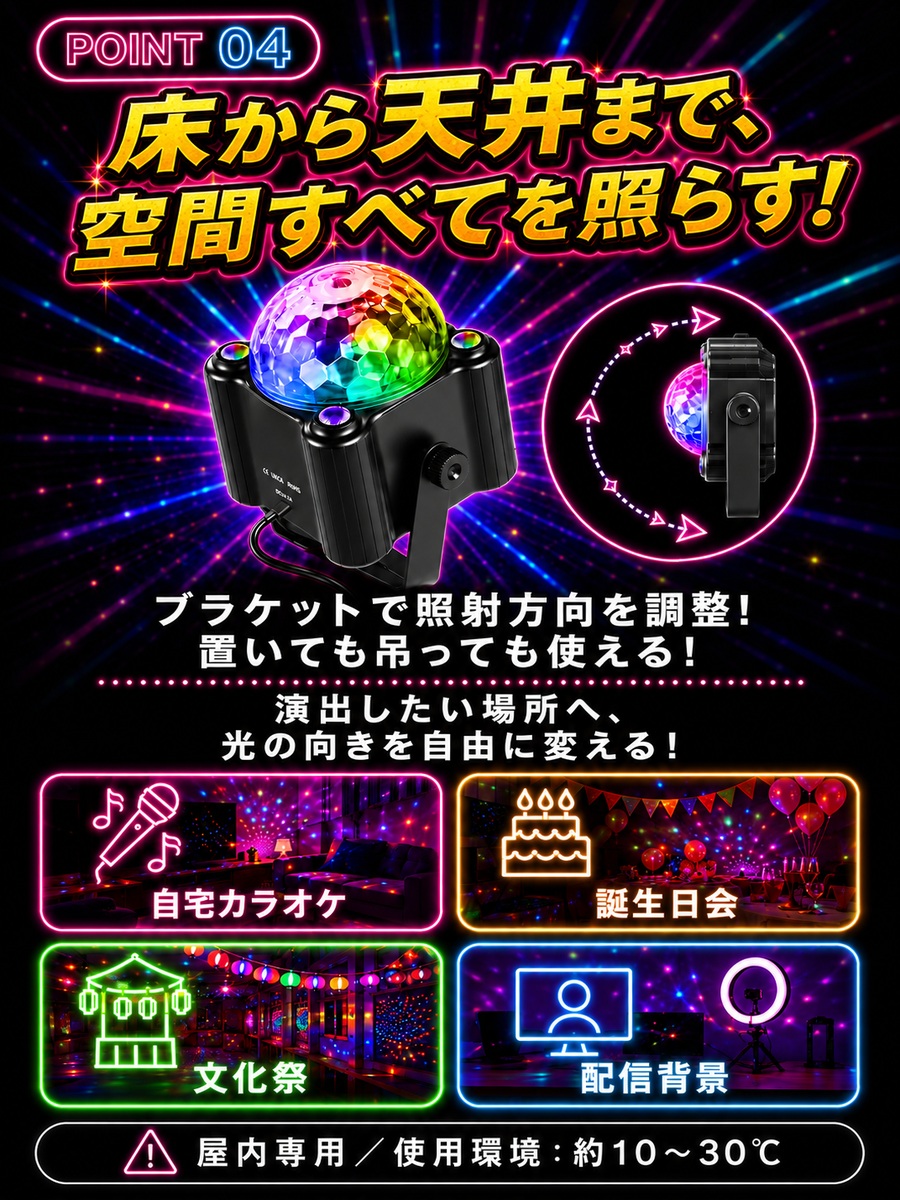 POINT 04
床から天井まで、
空間すべてを照らす!
CE UKCA RoHS
ブラケットで照射方向を調整!
置いても吊っても使える!
演出したい場所へ、
光の向きを自由に変える!
自宅カラオケ
誕生日会
文化祭
配信背景
屋内専用／使用環境：約10〜30℃